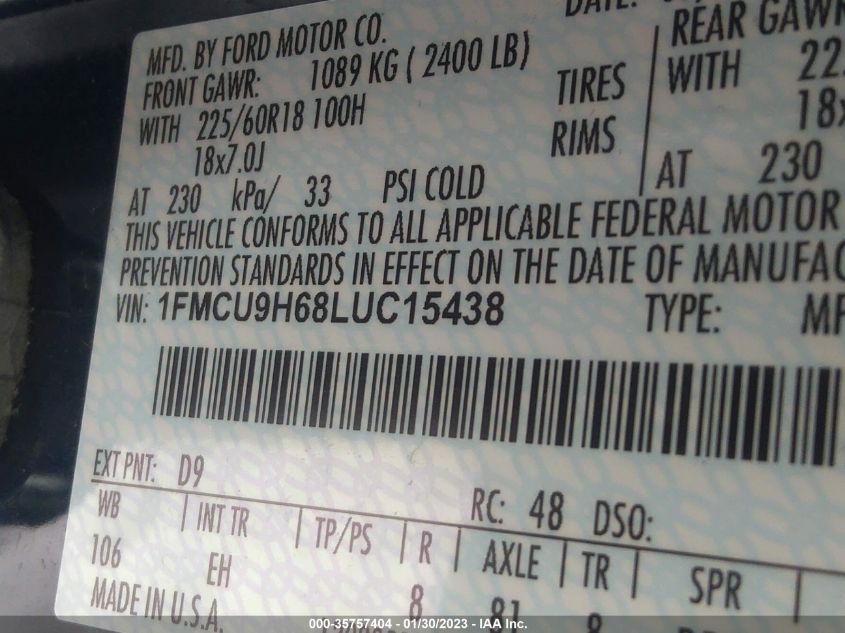 DATE:
MFD. BY FORD MOTOR CO.
FRONT GAWR: 1089 KG ( 2400 LB) REAR GAWR
WITH 225/60R18 100H TIRES WITH
18x7.0J RIMS
AT 230 kPa/ 33 PSI COLD AT 230
THIS VEHICLE CONFORMS TO ALL APPLICABLE FEDERAL MOTOR
PREVENTION STANDARDS IN EFFECT ON THE DATE OF
VIN: 1FMCU9H68LUC15438 TYPE:
EXT PNT: D9 RC: 48 DSO:
WB INT TR TP/PS R AXLE TR SPR
106 EH 8 81 8
MADE IN U.S.A.
000-35757404 - 01/30/2023 - IAA, Inc.